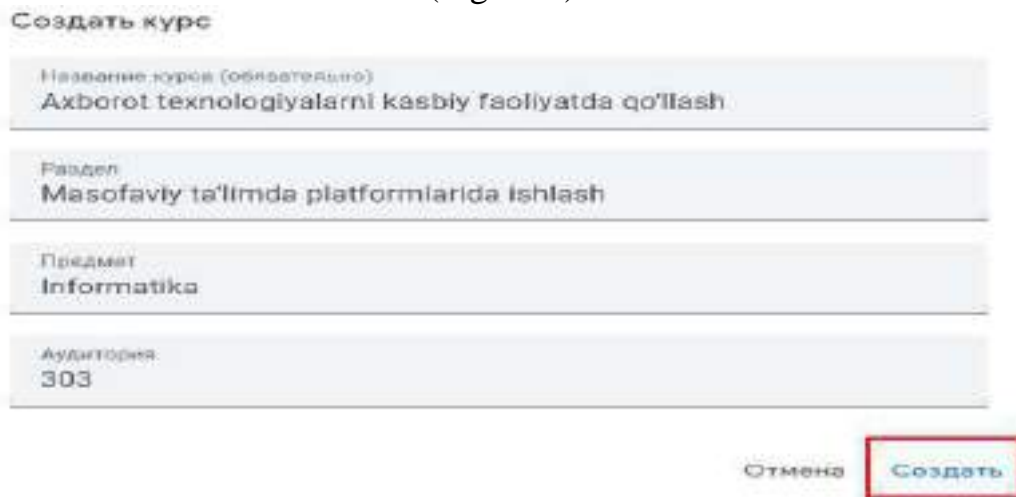 Создать курс
Название курса (обязательно)
Axborot texnologiyalarni kasbiy faoliyatda qo'llash
Раздел
Masofaviy ta'limda platformlarida ishlash
Предмет
Informatika
Аудитория
303
Отмена Создать